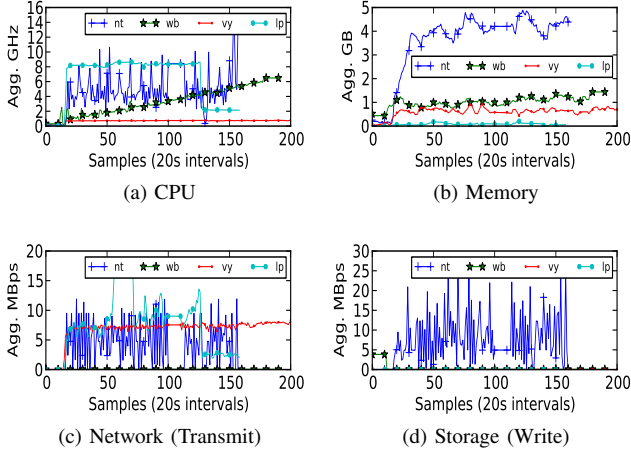 16
14
12
10
8
6
4
2
0
Agg. GHz
nt wb vy lp
0 50 100 150 200
Samples (20s intervals)
(a) CPU
5
4
3
2
1
0
Agg. GB
nt wb vy lp
0 50 100 150 200
Samples (20s intervals)
(b) Memory
20
15
10
5
0
Agg. MBps
nt wb vy lp
0 50 100 150 200
Samples (20s intervals)
(c) Network (Transmit)
30
25
20
15
10
5
0
Agg. MBps
nt wb vy lp
0 50 100 150 200
Samples (20s intervals)
(d) Storage (Write)